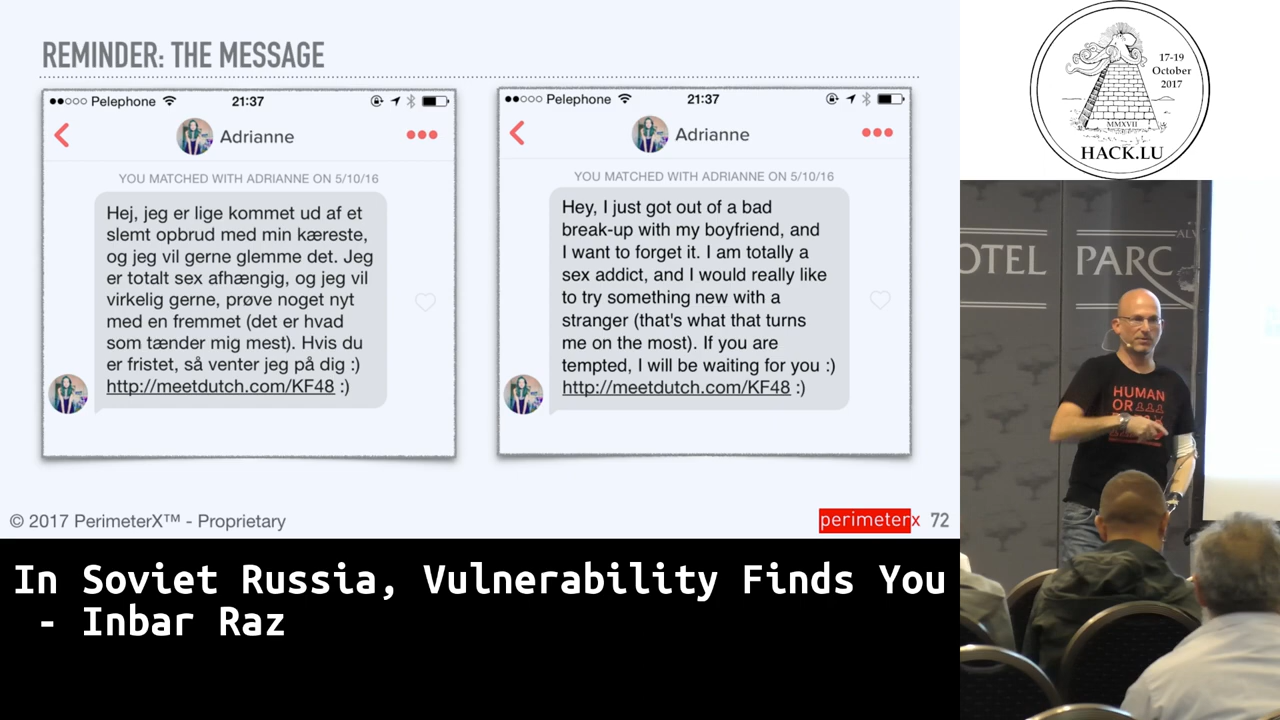 REMINDER: THE MESSAGE
Pelephone
21:37
Adrianne
YOU MATCHED WITH ADRIANNE ON 5/10/16
Hej, jeg er lige kommet ud af et
slemt opbrud med min kæreste,
og jeg vil gerne glemme det. Jeg
er totalt sex afhængig, og jeg vil
virkelig gerne, prøve noget nyt
med en fremmet (det er hvad
som tænder mig mest). Hvis du
er fristet, så venter jeg på dig :)
http://meetdutch.com/KF48 :)
Pelephone
21:37
Adrianne
YOU MATCHED WITH ADRIANNE ON 5/10/16
Hey, I just got out of a bad
break-up with my boyfriend, and
I want to forget it. I am totally a
sex addict, and I would really like
to try something new with a
stranger (that's what that turns
me on the most). If you are
tempted, I will be waiting for you :)
http://meetdutch.com/KF48 :)
© 2017 PerimeterX™ - Proprietary
perimeterx 72
17-19
October
2017
MMXVII
HACK.LU
OTEL PARC
ALV
HUMAN
OR
In Soviet Russia, Vulnerability Finds You
- Inbar Raz